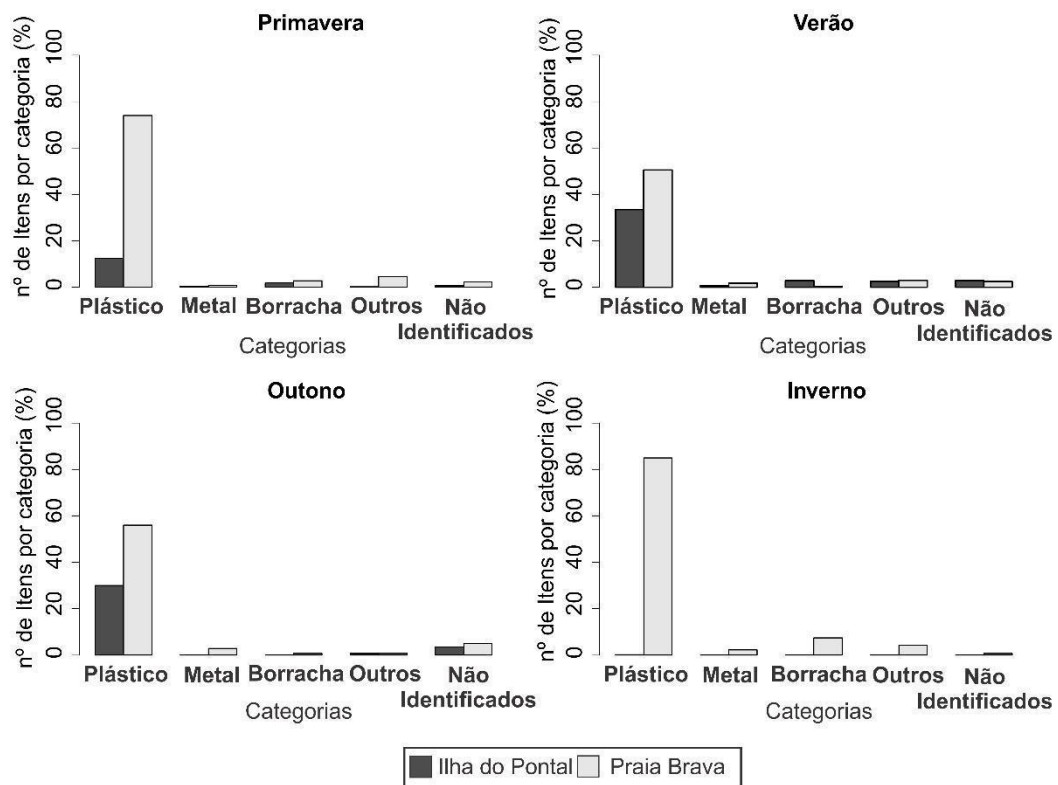 Primavera
nº de Itens por categoria (%)
0 20 40 60 80 100
Plástico Metal Borracha Outros Não
Identificados
Categorias
Verão
nº de Itens por categoria (%)
0 20 40 60 80 100
Plástico Metal Borracha Outros Não
Identificados
Categorias
Outono
nº de Itens por categoria (%)
0 20 40 60 80 100
Plástico Metal Borracha Outros Não
Identificados
Categorias
Inverno
nº de Itens por categoria (%)
0 20 40 60 80 100
Plástico Metal Borracha Outros Não
Identificados
Categorias
Ilha do Pontal Praia Brava